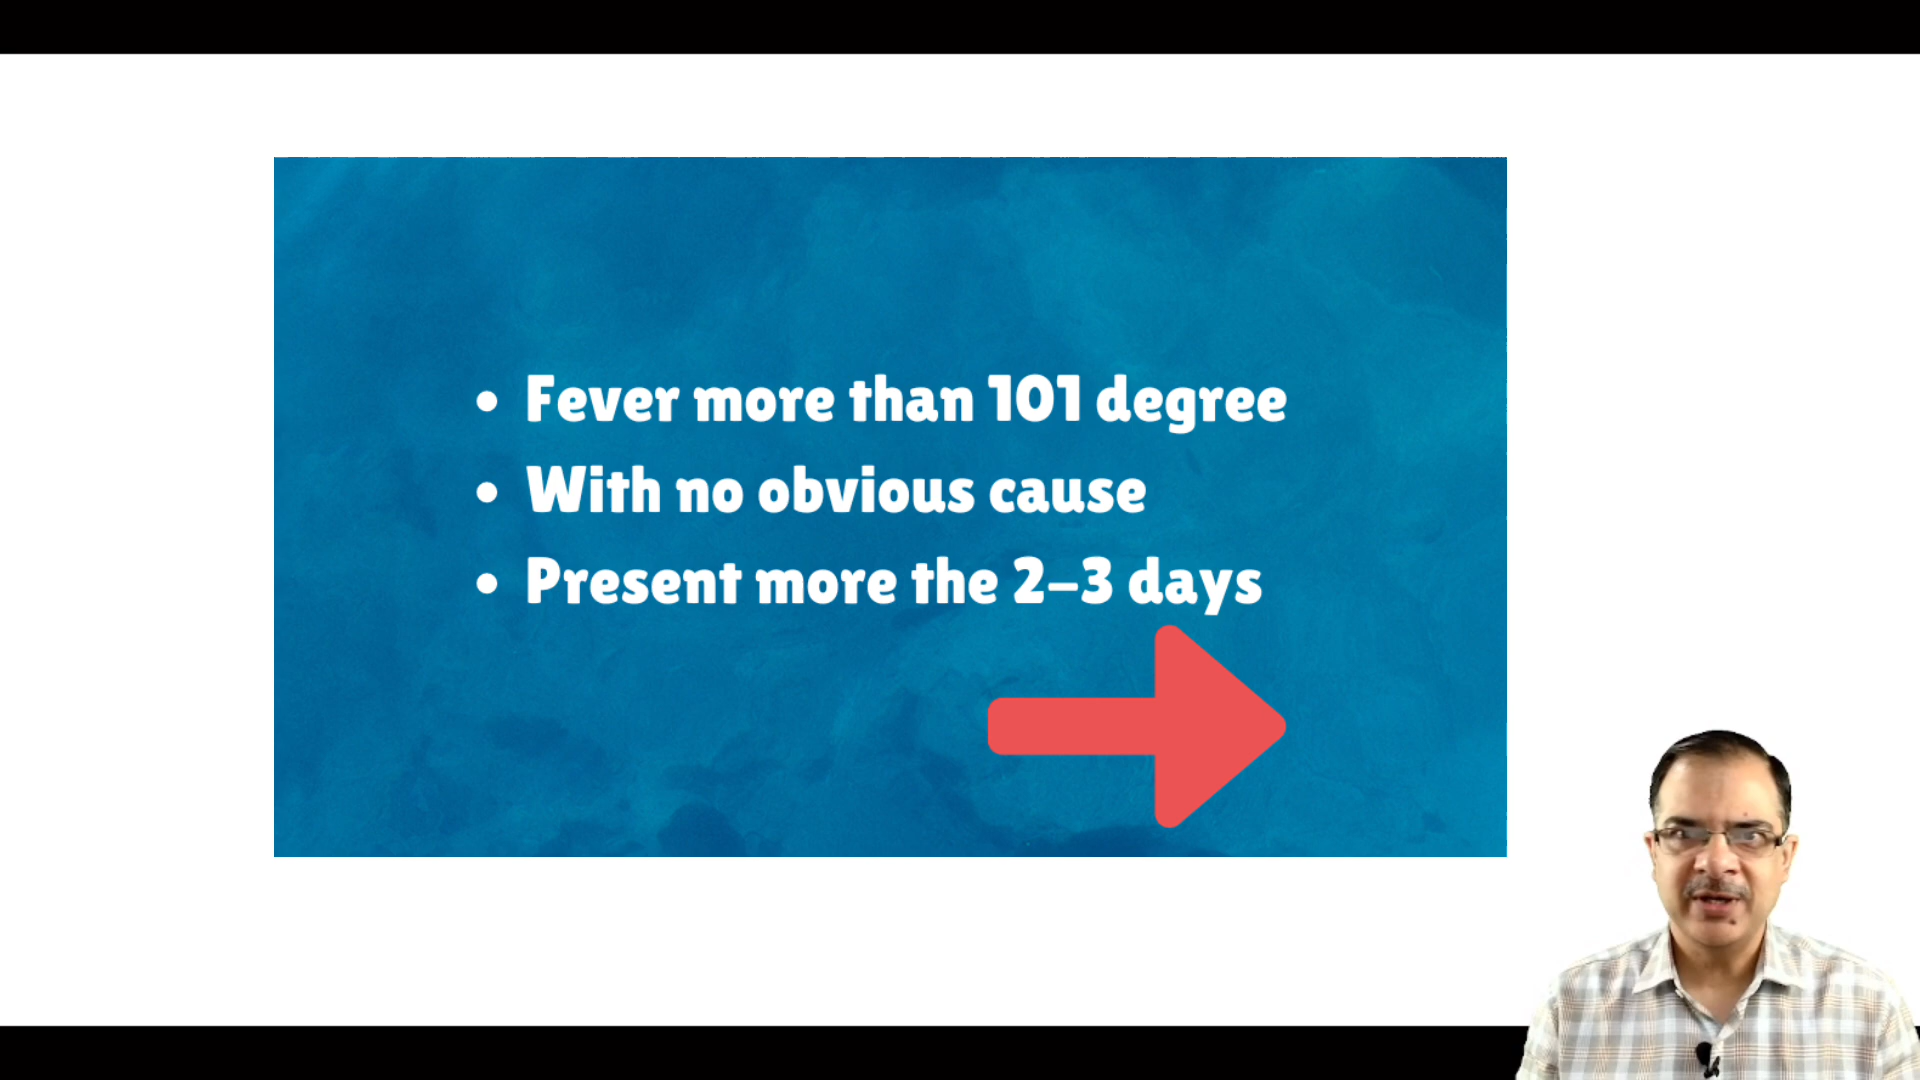 • Fever more than 101 degree
• With no obvious cause
• Present more the 2-3 days